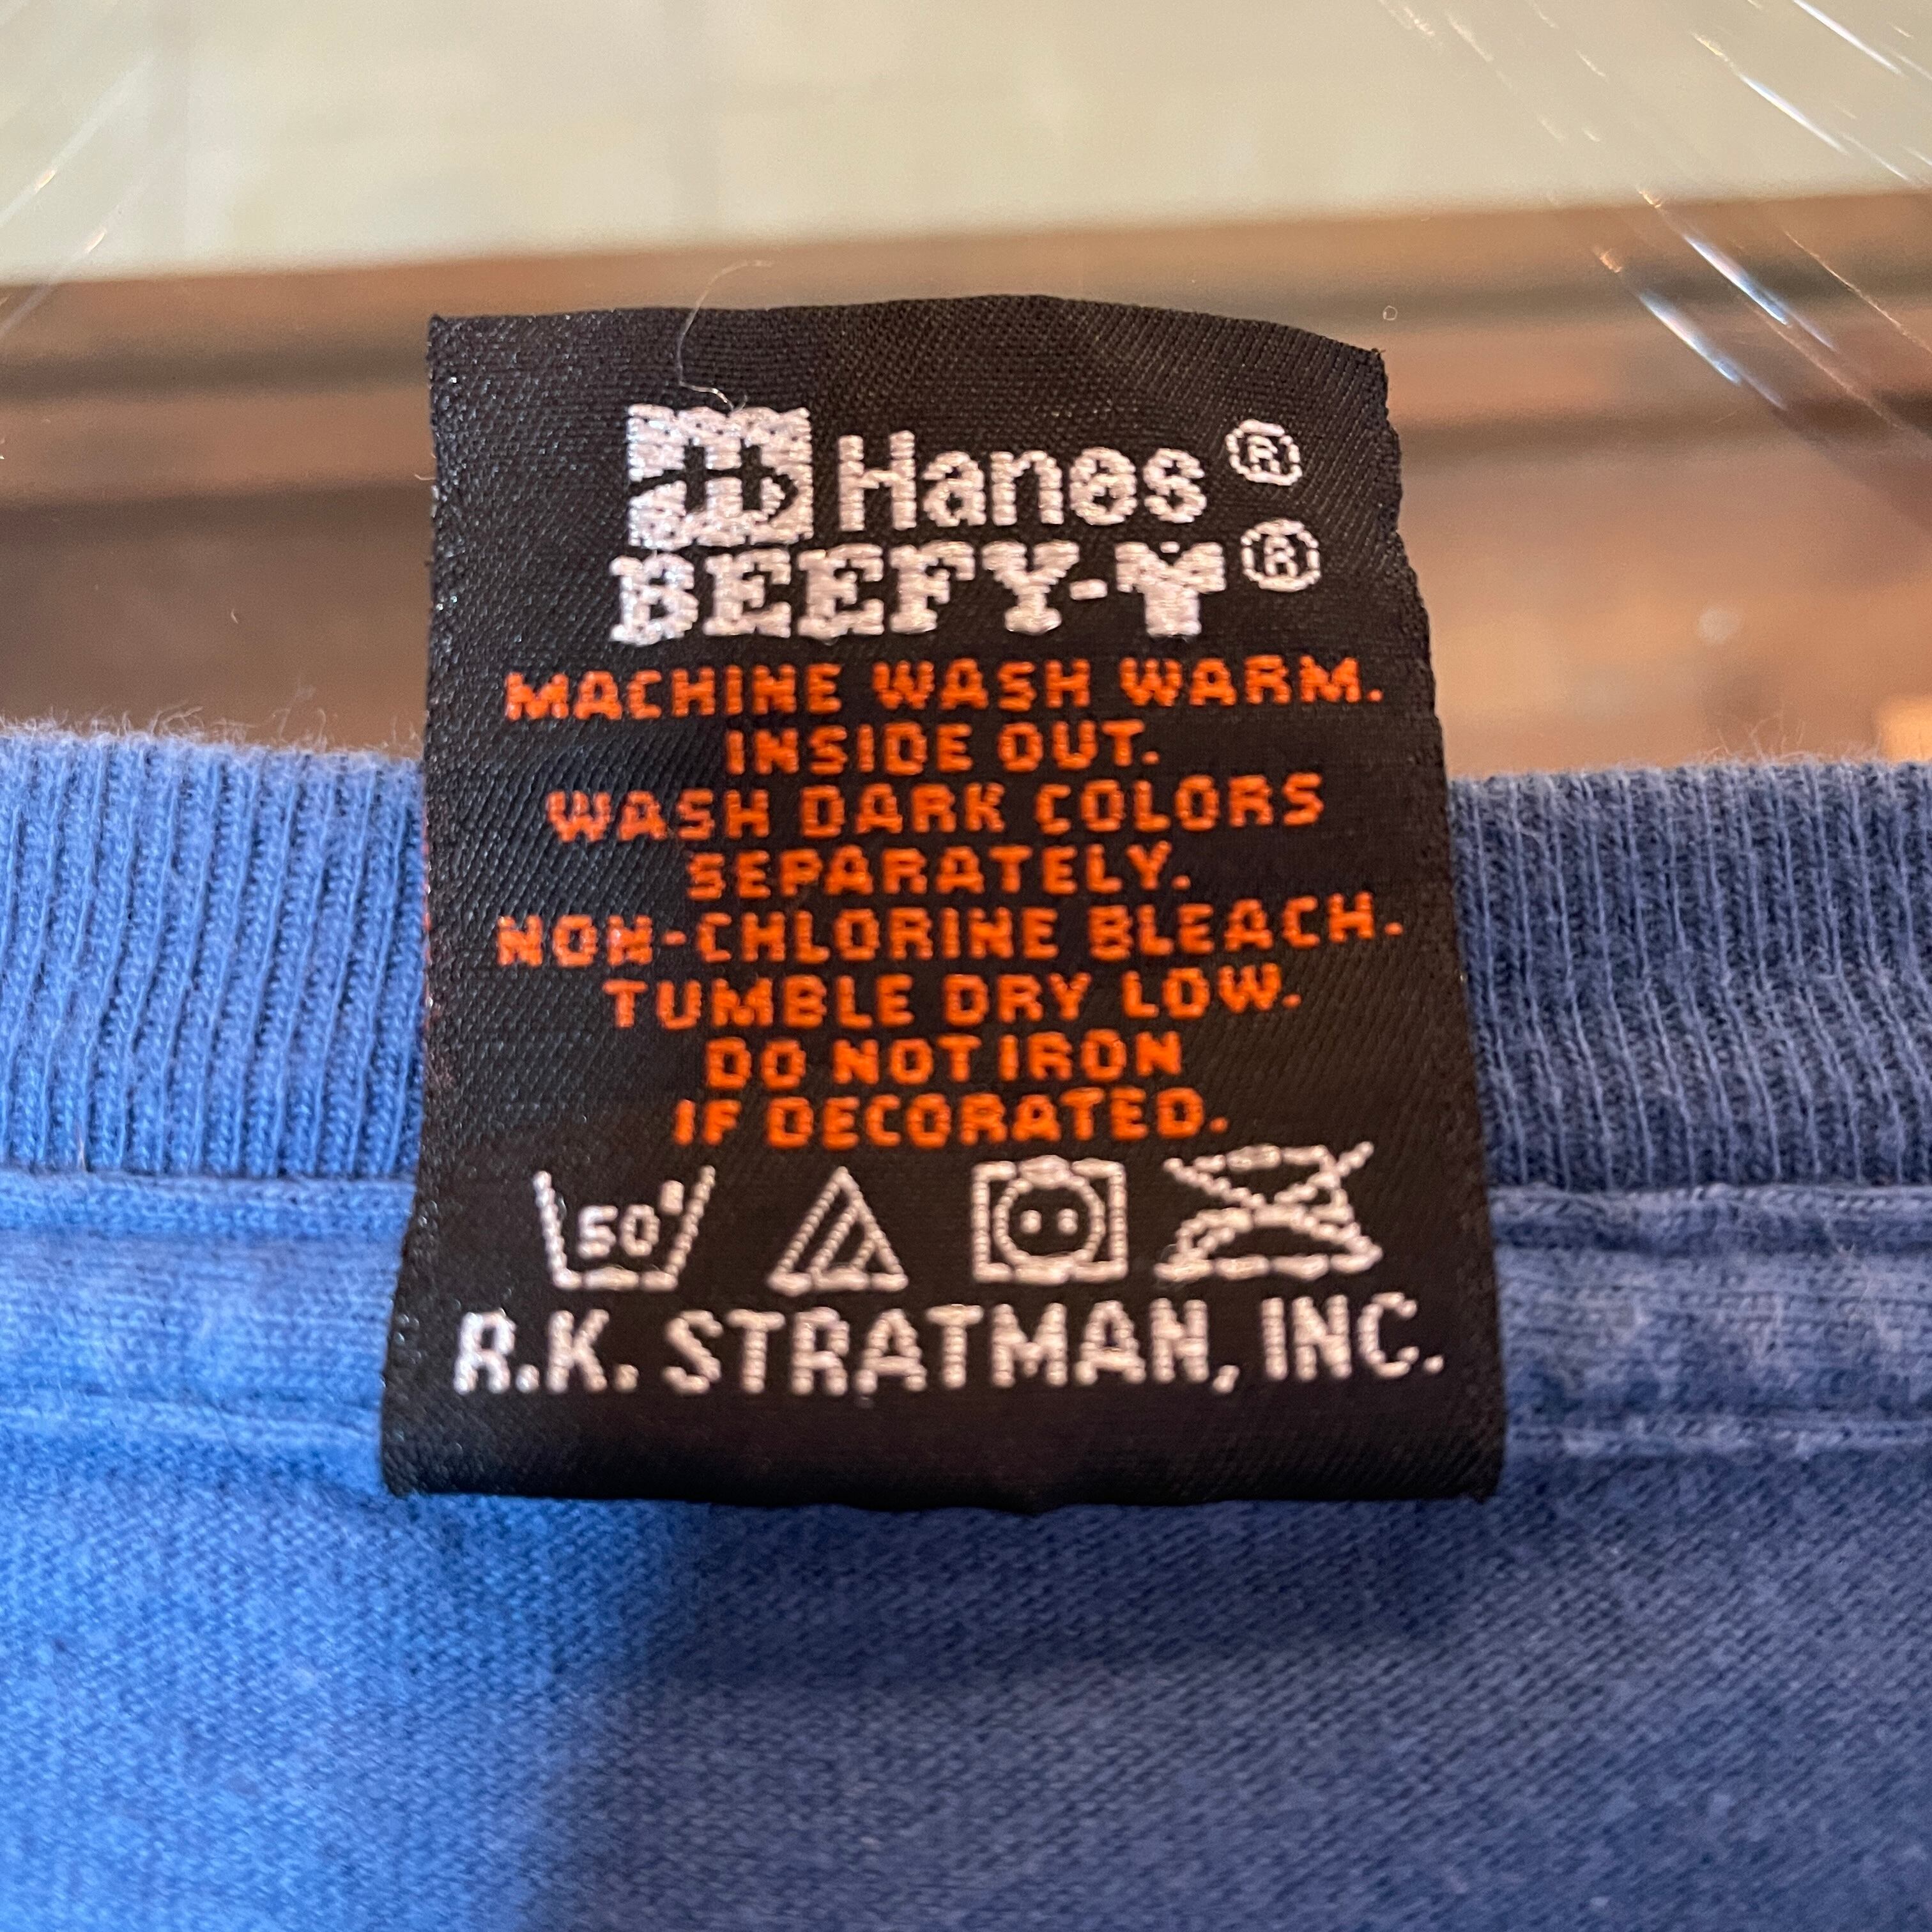 Hanes®
BEEFY-T®
MACHINE WASH WARM.
INSIDE OUT.
WASH DARK COLORS
SEPARATELY.
NON-CHLORINE BLEACH.
TUMBLE DRY LOW.
DO NOT IRON
IF DECORATED.
50°
R.K. STRATMAN, INC.